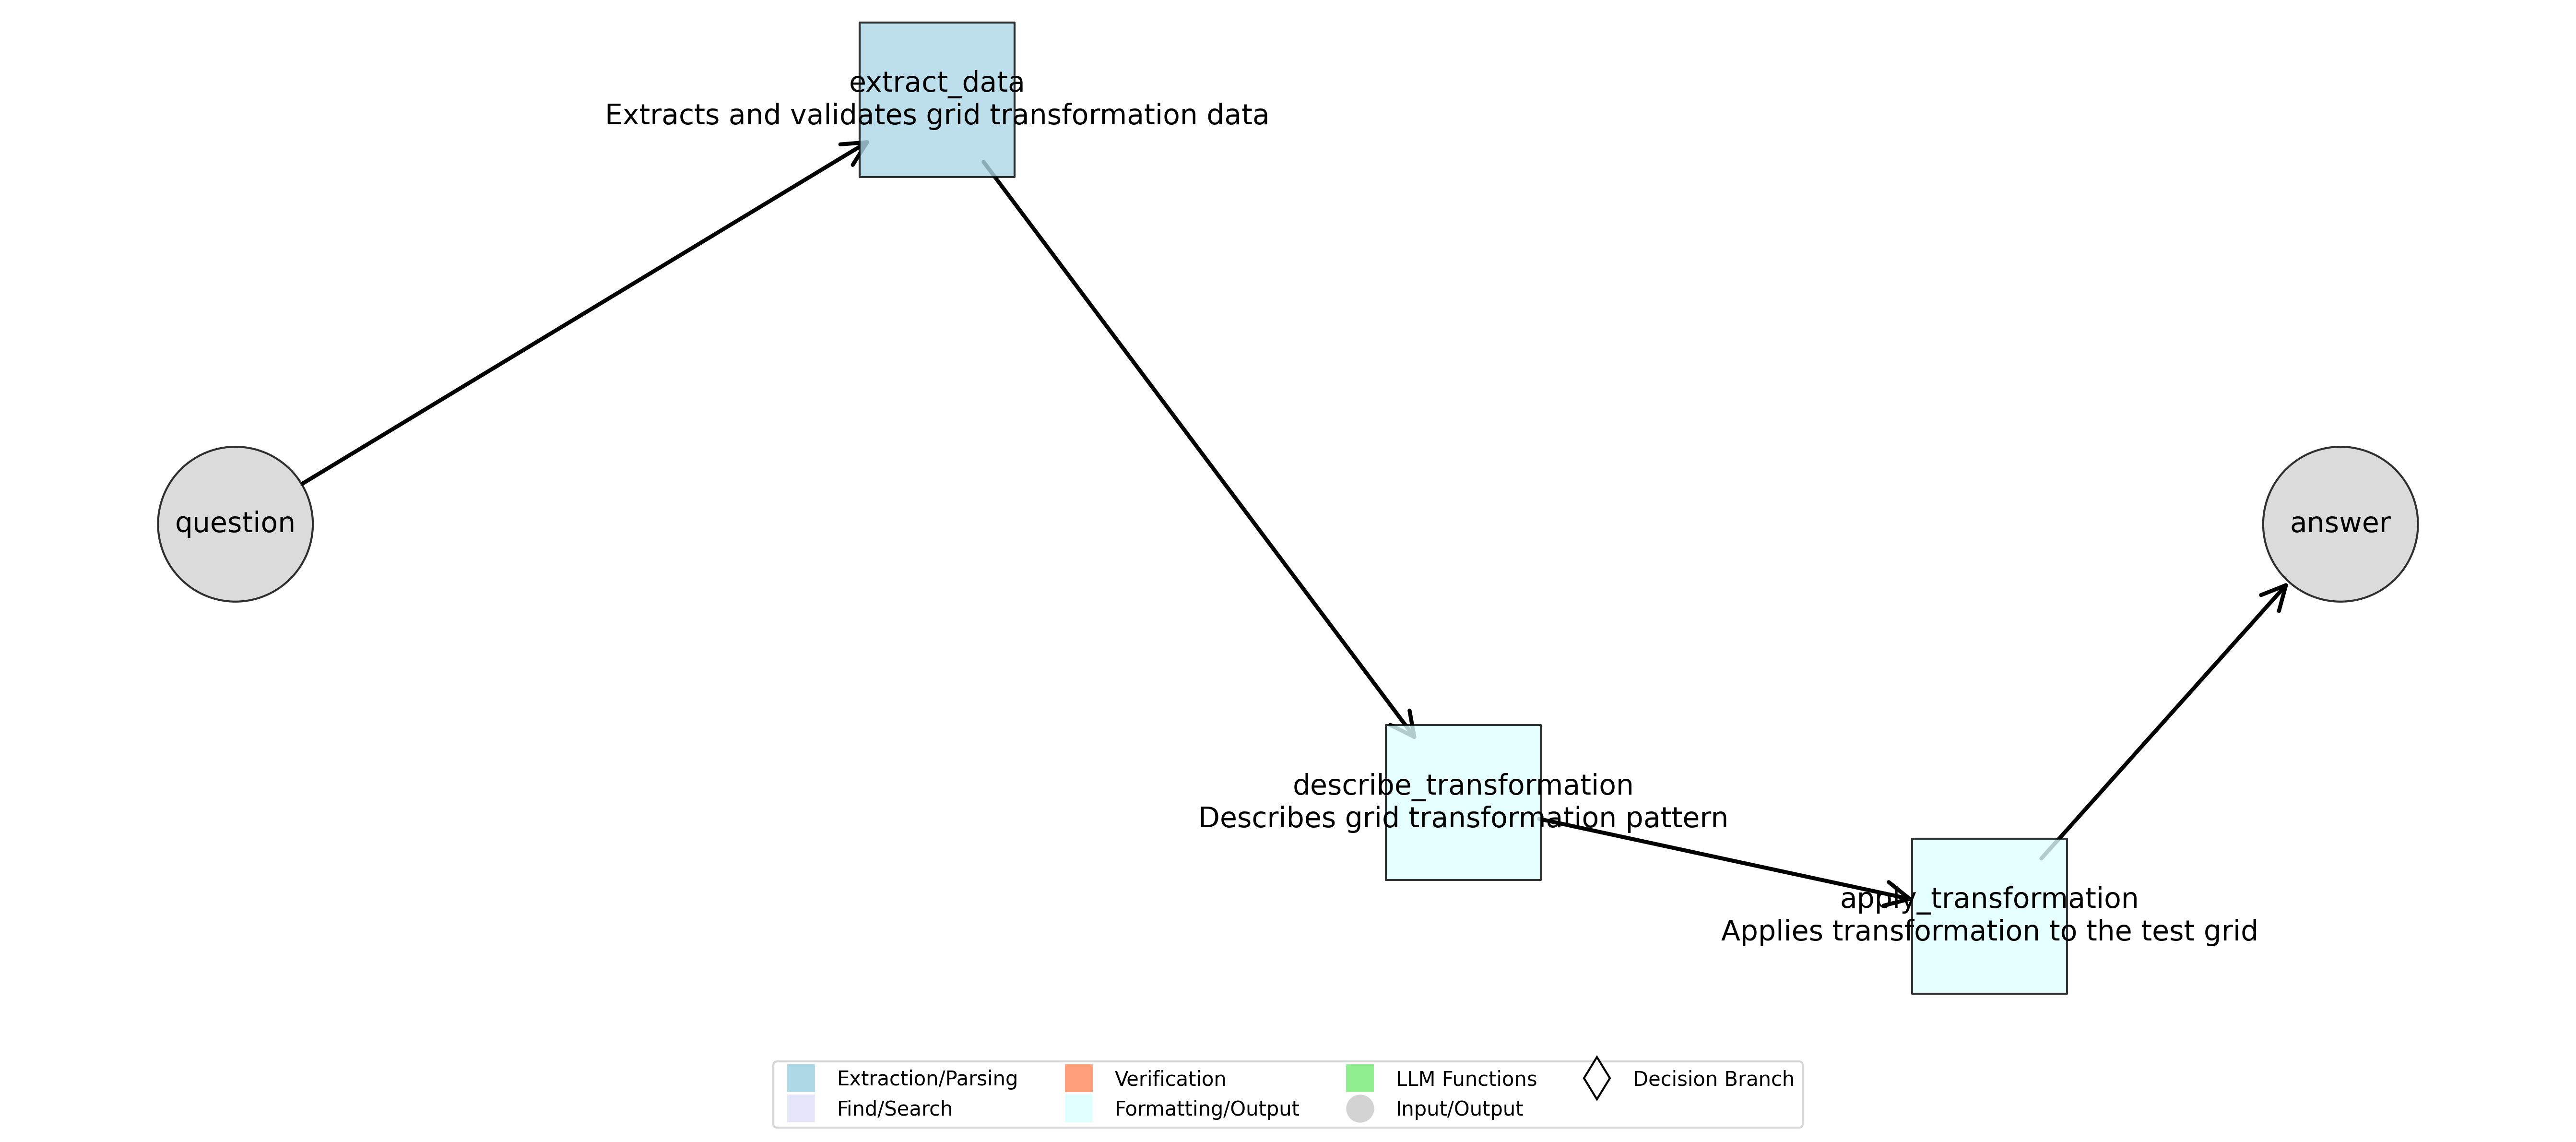 extract_data
Extracts and validates grid transformation data
question
answer
describe_transformation
Describes grid transformation pattern
apply_transformation
Applies transformation to the test grid
Extraction/Parsing
Find/Search
Verification
Formatting/Output
LLM Functions
Input/Output
Decision Branch